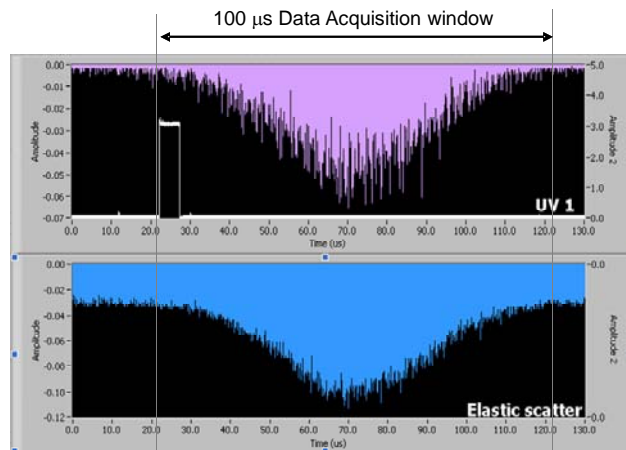 100 μs Data Acquisition window
0.00
-0.01
-0.02
-0.03
-0.04
-0.05
-0.06
-0.07
Amplitude
5.0
4.0
3.0
2.0
1.0
0.0
Amplitude 2
UV 1
0.0 10.0 20.0 30.0 40.0 50.0 60.0 70.0 80.0 90.0 100.0 110.0 120.0 130.0
Time (us)
0.00
-0.02
-0.04
-0.06
-0.08
-0.10
-0.12
Amplitude
-0.0
-0.0
Amplitude 2
Elastic scatter
0.0 10.0 20.0 30.0 40.0 50.0 60.0 70.0 80.0 90.0 100.0 110.0 120.0 130.0
Time (us)